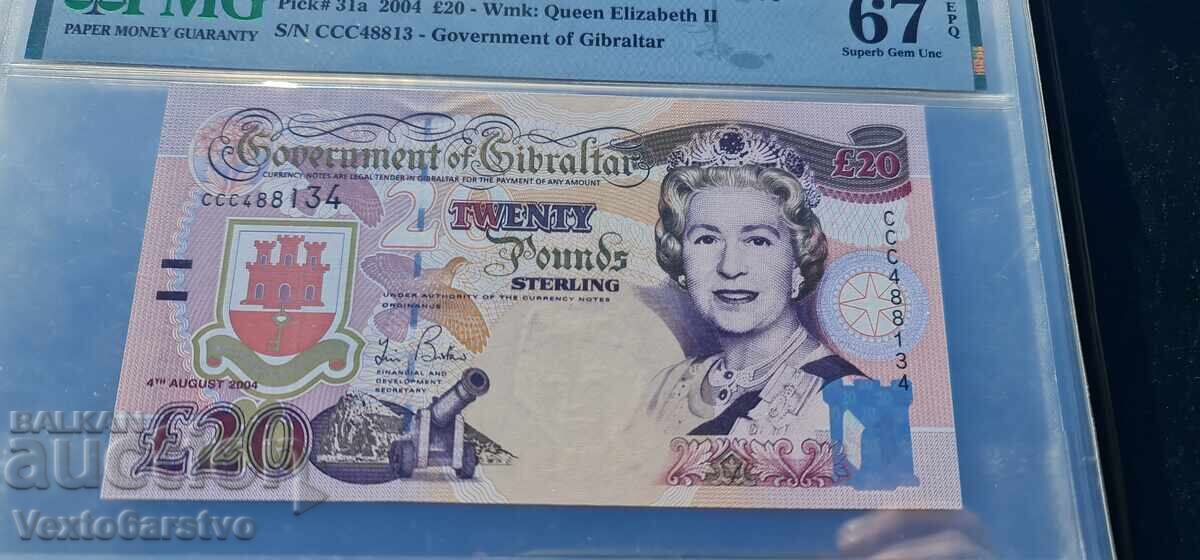 PMG
PAPER MONEY GUARANTY
Pick# 31a 2004 £20 - Wmk: Queen Elizabeth II
S/N CCC48813 - Government of Gibraltar
67
Superb Gem Unc
EPQ
Government of Gibraltar
CURRENCY NOTES ARE LEGAL TENDER IN GIBRALTAR FOR THE PAYMENT OF ANY AMOUNT
£20
CCC488134
20
TWENTY
Pounds
STERLING
UNDER AUTHORITY OF THE CURRENCY NOTES
ORDINANCE
CCC488134
FINANCIAL AND
DEVELOPMENT
SECRETARY
4TH AUGUST 2004
£20
BALKAN
auction
Vexto6arstvo